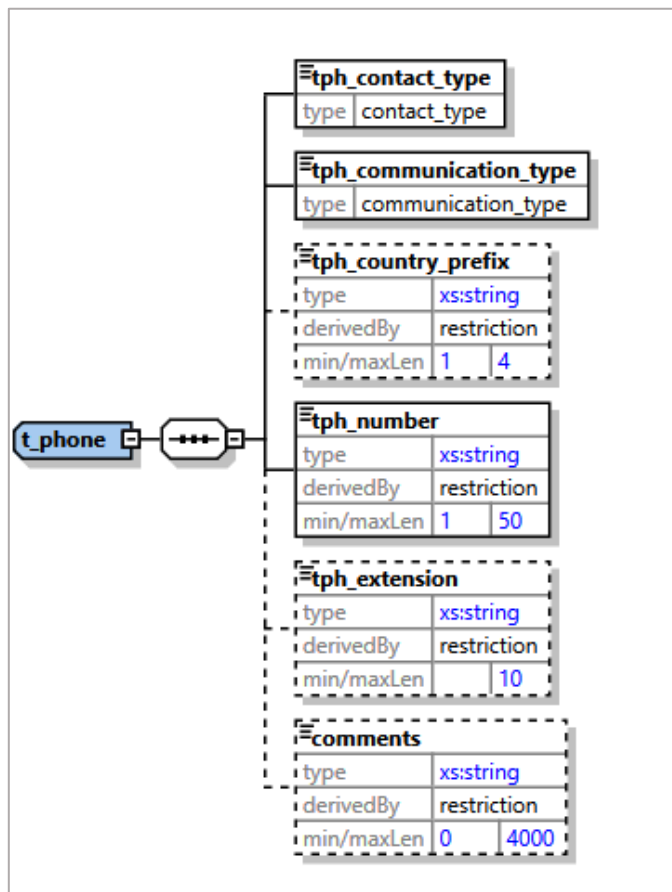 tph_contact_type
type contact_type
tph_communication_type
type communication_type
tph_country_prefix
type xs:string
derivedBy restriction
min/maxLen 1 4
t_phone
tph_number
type xs:string
derivedBy restriction
min/maxLen 1 50
tph_extension
type xs:string
derivedBy restriction
min/maxLen 10
comments
type xs:string
derivedBy restriction
min/maxLen 0 4000